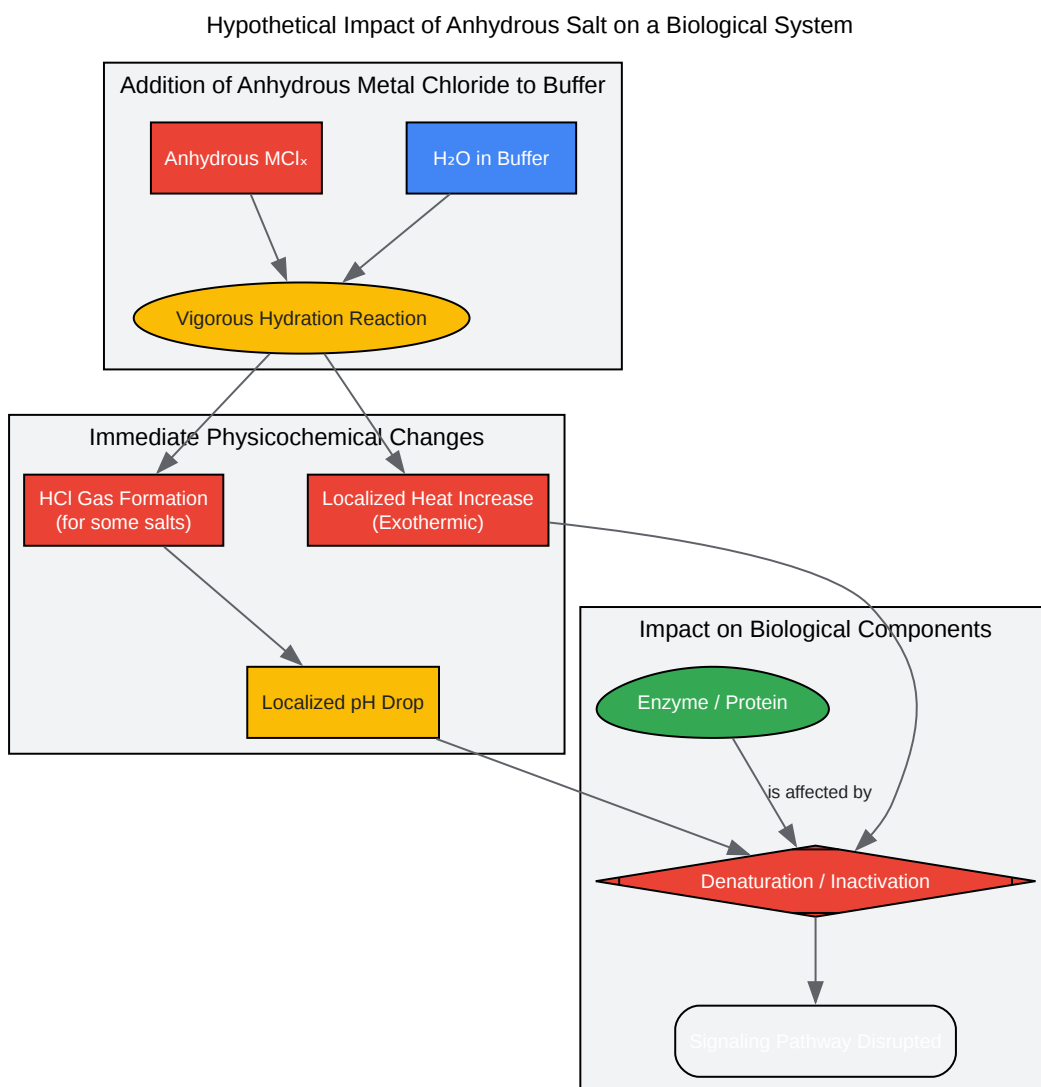 Hypothetical Impact of Anhydrous Salt on a Biological System
Addition of Anhydrous Metal Chloride to Buffer
Anhydrous MClₓ
H₂O in Buffer
Vigorous Hydration Reaction
Immediate Physicochemical Changes
HCl Gas Formation
(for some salts)
Localized Heat Increase
(Exothermic)
Localized pH Drop
Impact on Biological Components
Enzyme / Protein
is affected by
Denaturation / Inactivation
Signaling Pathway Disrupted